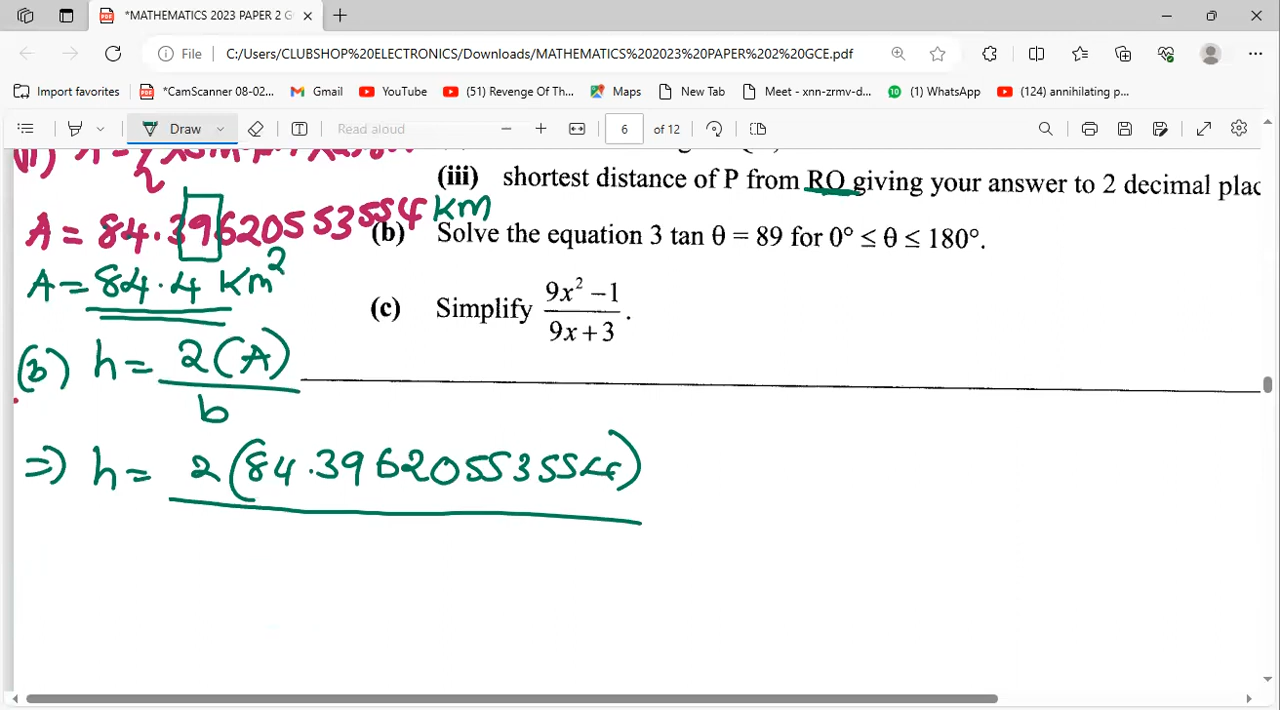 *MATHEMATICS 2023 PAPER 2 G
File C:/Users/CLUBSHOP%20ELECTRONICS/Downloads/MATHEMATICS%202023%20PAPER%202%20GCE.pdf
Import favorites *CamScanner 08-02... Gmail YouTube (51) Revenge Of Th... Maps New Tab Meet - xnn-zrmv-d... 10 (1) WhatsApp (124) annihilating p...
Draw Read aloud 6 of 12
(iii) shortest distance of P from RQ giving your answer to 2 decimal plac
A = 84.39620553554 KM
(b) Solve the equation 3 tan θ = 89 for 0° ≤ θ ≤ 180°.
A = 84.4 Km²
(c) Simplify (9x² −1)/(9x + 3).
(b) h = 2(A)
b
⇒ h = 2(84.39620553554)